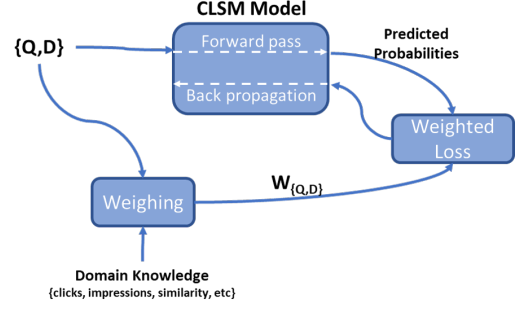 CLSM Model
{Q,D}
Forward pass
Back propagation
Predicted
Probabilities
Weighted
Loss
Weighing
W{Q,D}
Domain Knowledge
{clicks, impressions, similarity, etc}